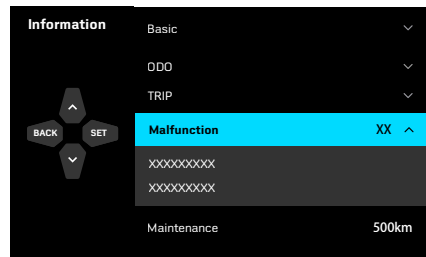 Information
Basic
ODO
TRIP
BACK SET
Malfunction XX
XXXXXXXXX
XXXXXXXXX
Maintenance 500km